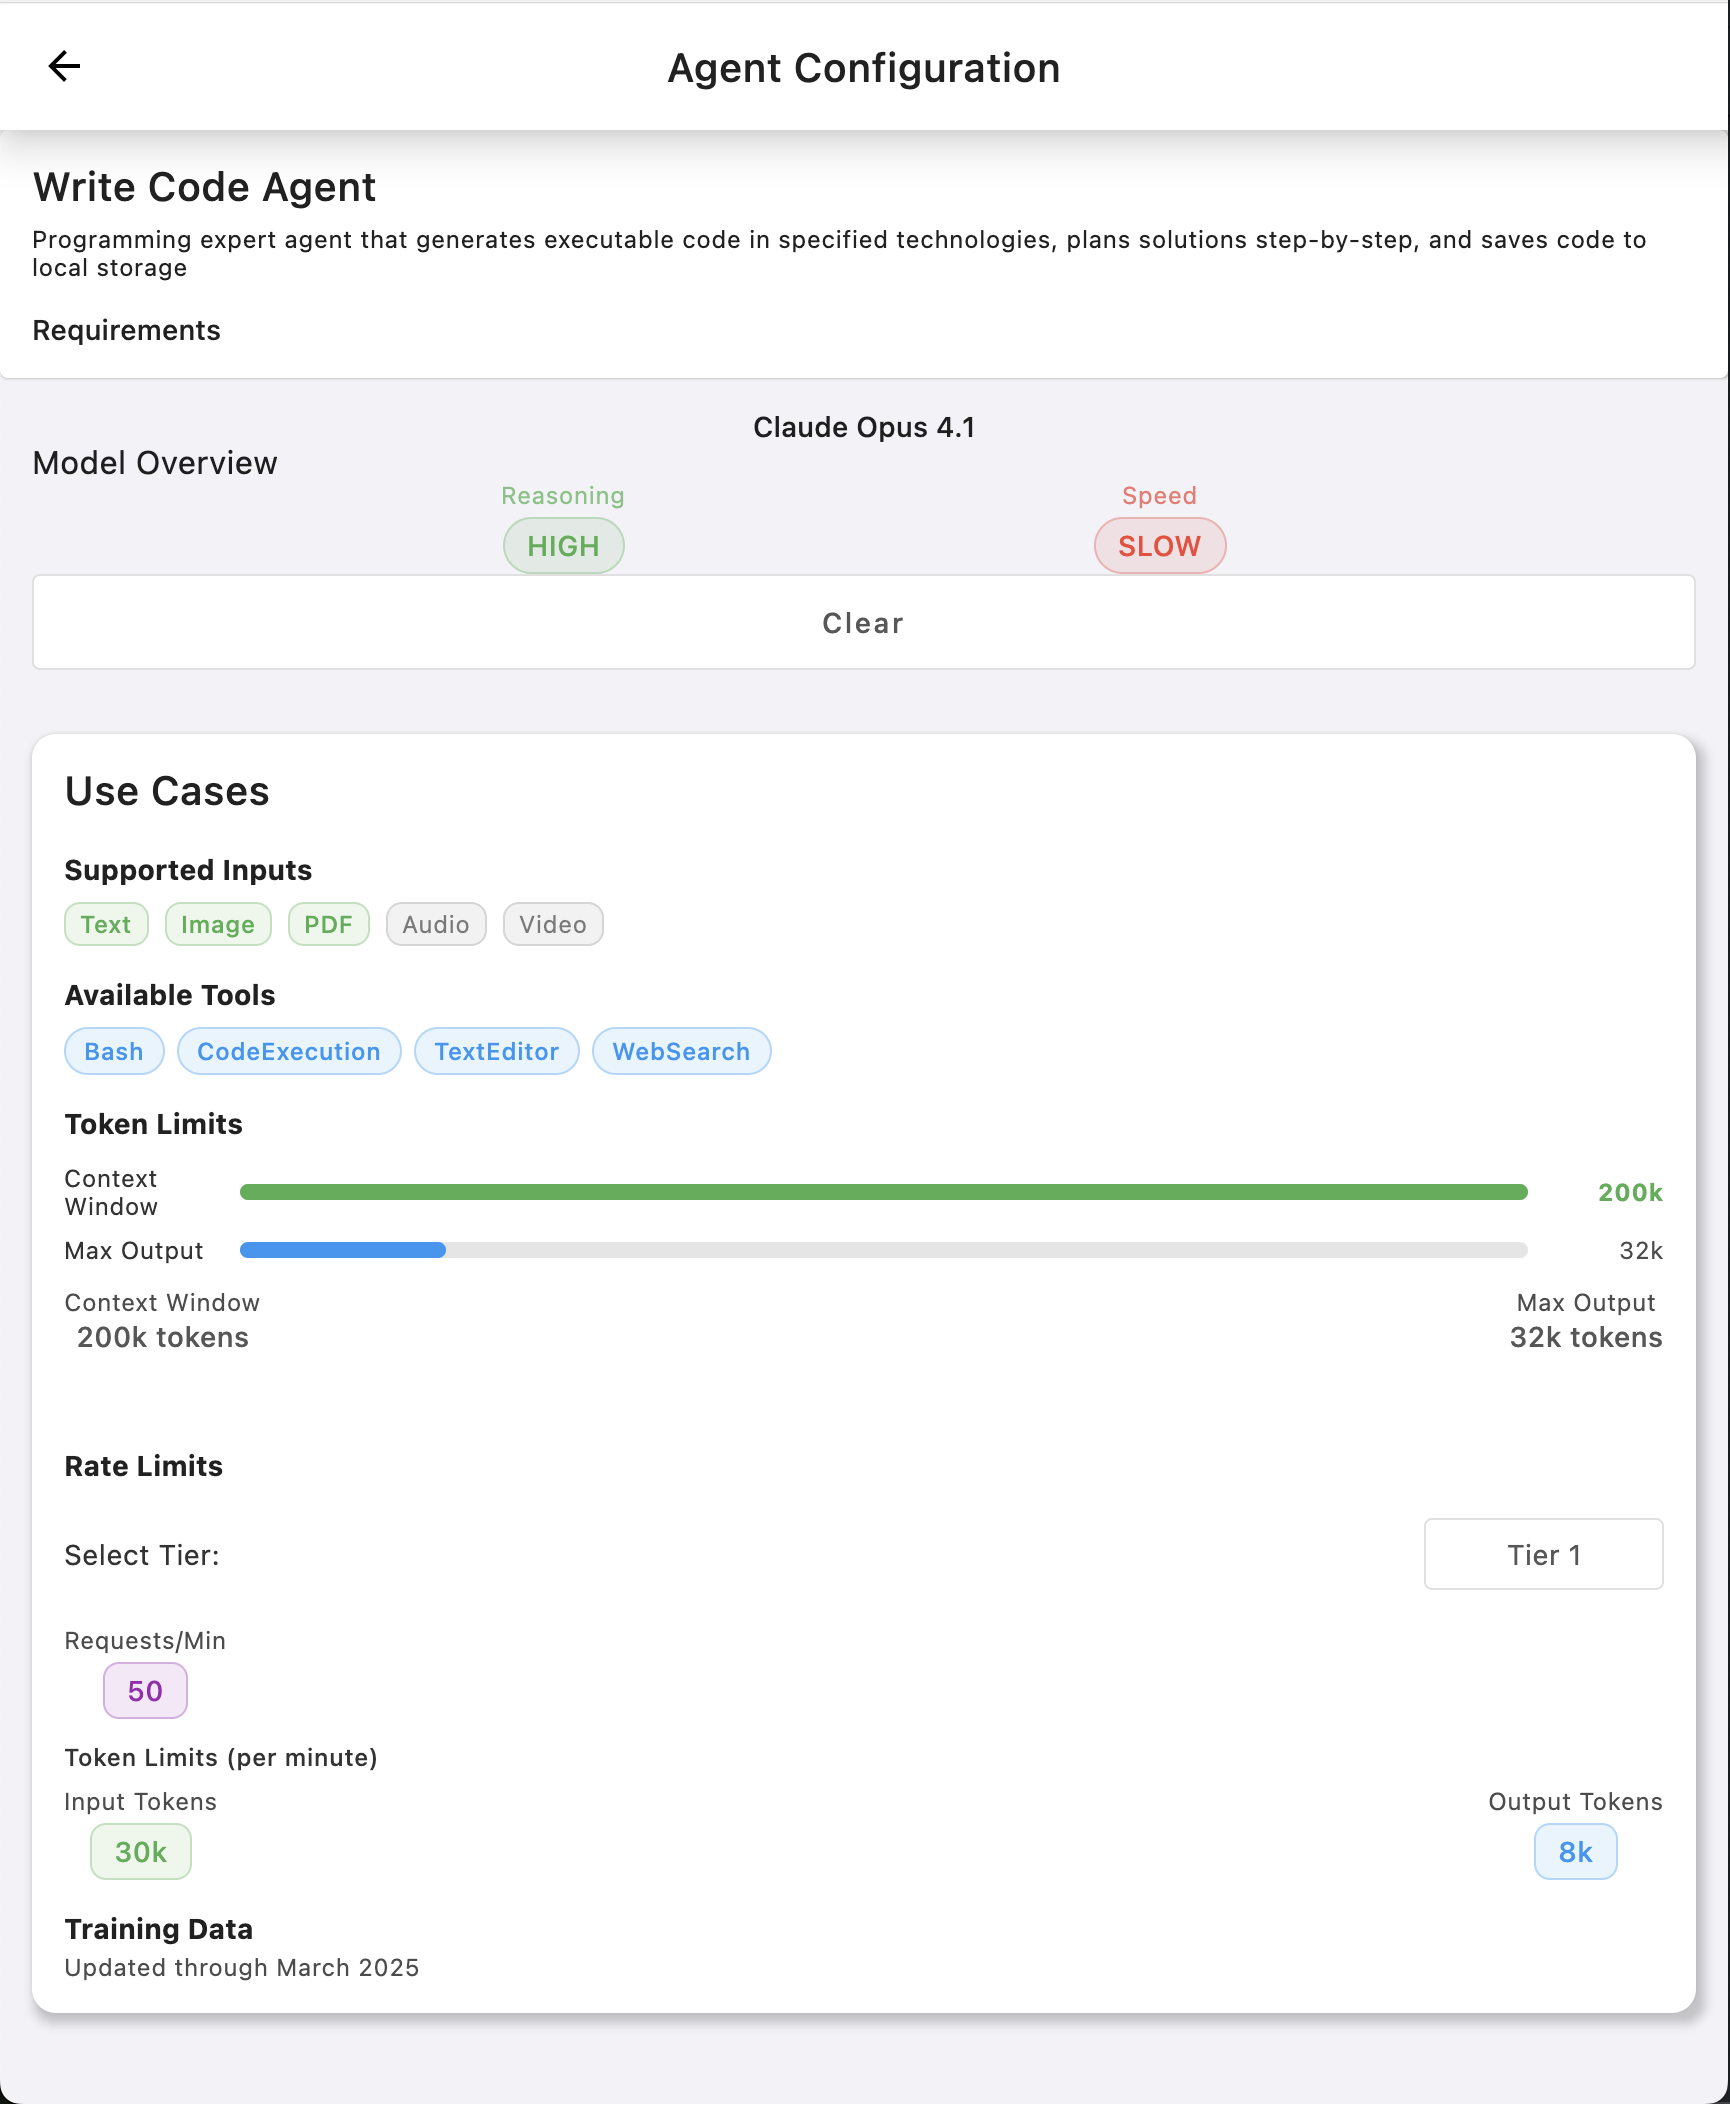 Agent Configuration
Write Code Agent
Programming expert agent that generates executable code in specified technologies, plans solutions step-by-step, and saves code to
local storage
Requirements
Claude Opus 4.1
Model Overview
Reasoning Speed
HIGH SLOW
Clear
Use Cases
Supported Inputs
Text Image PDF Audio Video
Available Tools
Bash CodeExecution TextEditor WebSearch
Token Limits
Context
Window
200k
Max Output 32k
Context Window Max Output
200k tokens 32k tokens
Rate Limits
Select Tier: Tier 1
Requests/Min
50
Token Limits (per minute)
Input Tokens Output Tokens
30k 8k
Training Data
Updated through March 2025